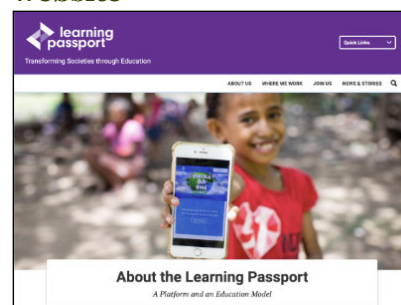 learning
passport
Transforming Societies through Education
Quick Links
ABOUT US WHERE WE WORK JOIN US NEWS & STORIES
About the Learning Passport
A Platform and an Education Model